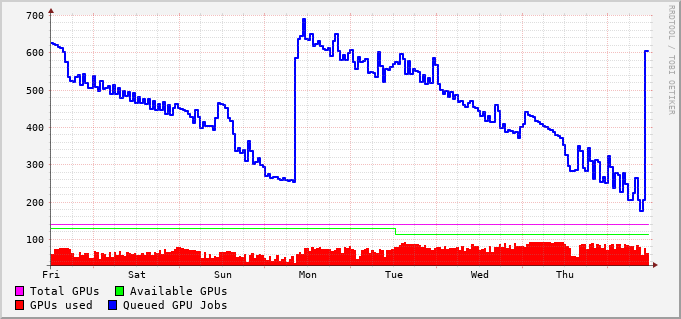 700
600
500
400
300
200
100
Fri Sat Sun Mon Tue Wed Thu
Total GPUs Available GPUs
GPUs used Queued GPU Jobs
RRDTOOL / TOBI OETIKER